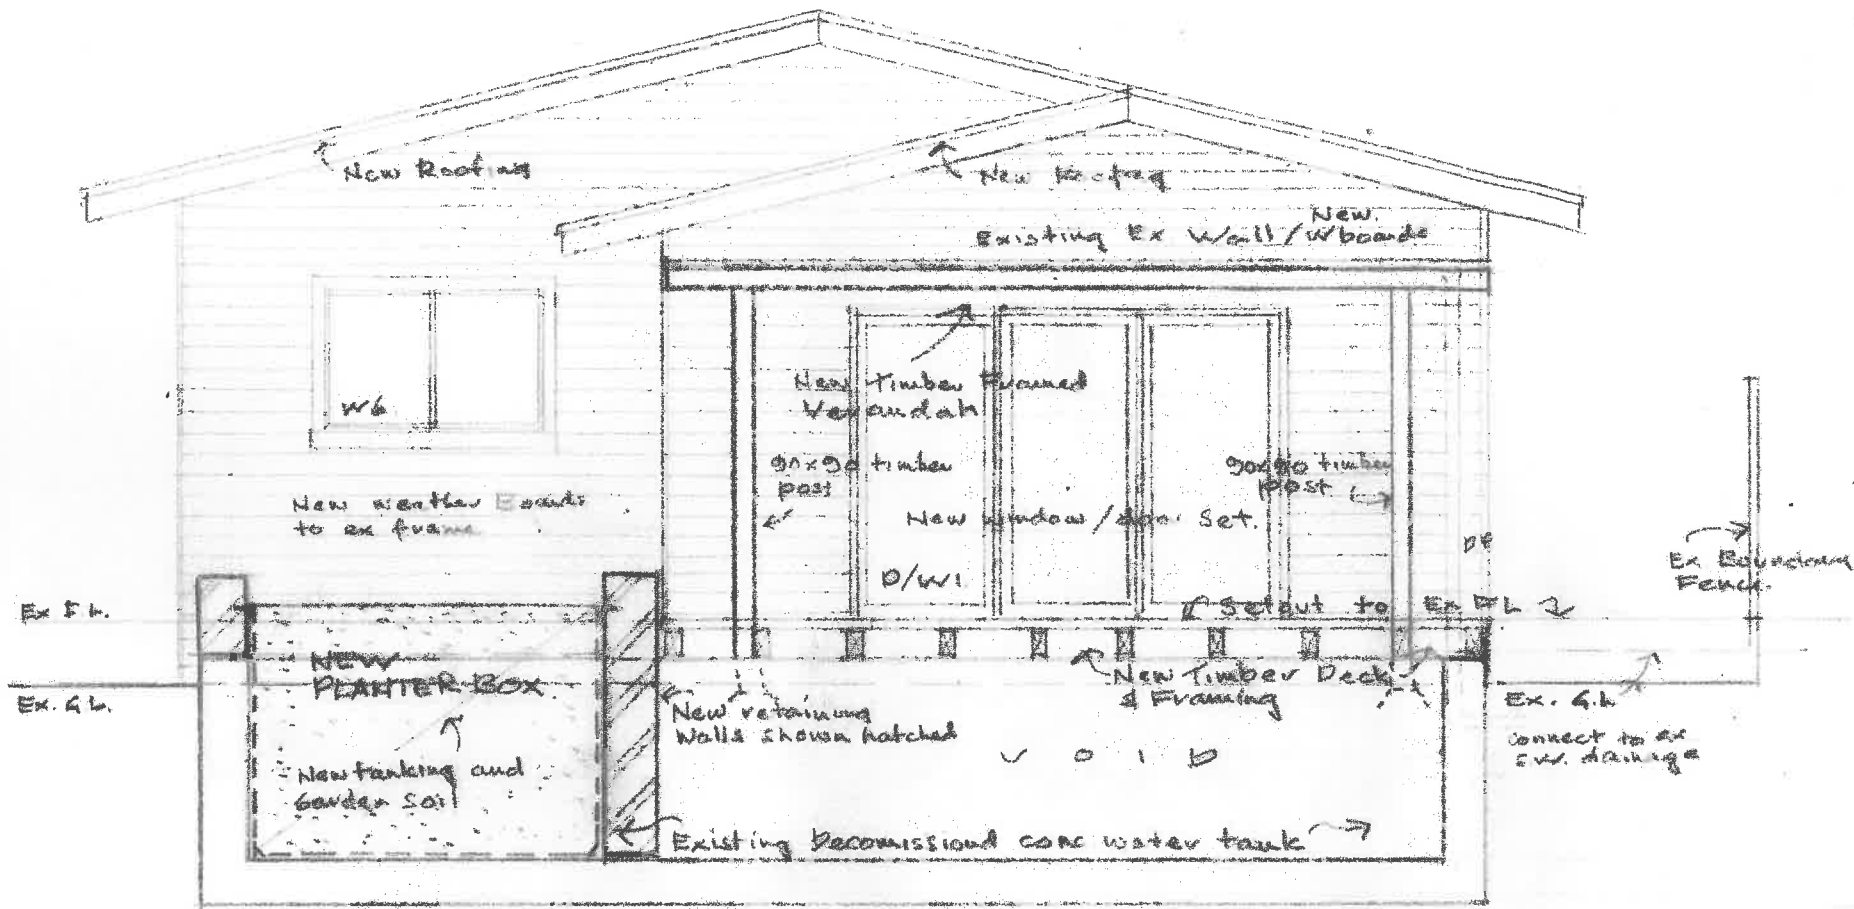 New Roofing
New Roofing
New
Existing Ex Wall/Wboards
New Timber Framed
Verandah
W6
90x90 timber
post
90x90 timber
post
New weather Boards
to ex frame
New window/door Set.
DP
Ex Boundary
Fence.
D/W1
Ex F.L.
Setout to Ex F.L
NEW
PLANTER BOX
New Timber Deck
& Framing
Ex. G.L.
New retaining
Walls shown hatched
Ex. G.L
connect to ex
S.W. drainage
VOID
New tanking and
Garden Soil
Existing Decomissiond conc water tank